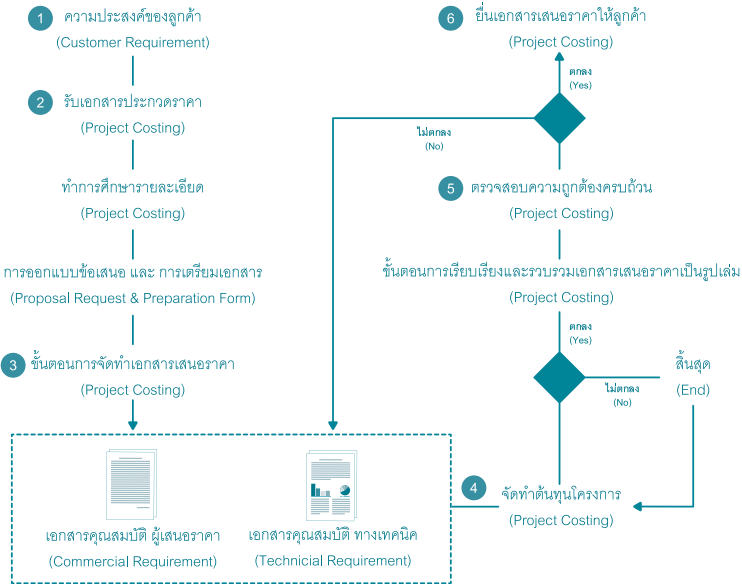 1 ความประสงค์ของลูกค้า
(Customer Requirement)
2 รับเอกสารประกวดราคา
(Project Costing)
ทำการศึกษารายละเอียด
(Project Costing)
การออกแบบข้อเสนอ และ การเตรียมเอกสาร
(Proposal Request & Preparation Form)
3 ขั้นตอนการจัดทำเอกสารเสนอราคา
(Project Costing)
เอกสารคุณสมบัติ ผู้เสนอราคา
(Commercial Requirement)
เอกสารคุณสมบัติ ทางเทคนิค
(Technicial Requirement)
4 จัดทำต้นทุนโครงการ
(Project Costing)
ไม่ตกลง
(No)
สิ้นสุด
(End)
ตกลง
(Yes)
ขั้นตอนการเรียบเรียงและรวบรวมเอกสารเสนอราคาเป็นรูปเล่ม
(Project Costing)
5 ตรวจสอบความถูกต้องครบถ้วน
(Project Costing)
ไม่ตกลง
(No)
ตกลง
(Yes)
6 ยื่นเอกสารเสนอราคาให้ลูกค้า
(Project Costing)